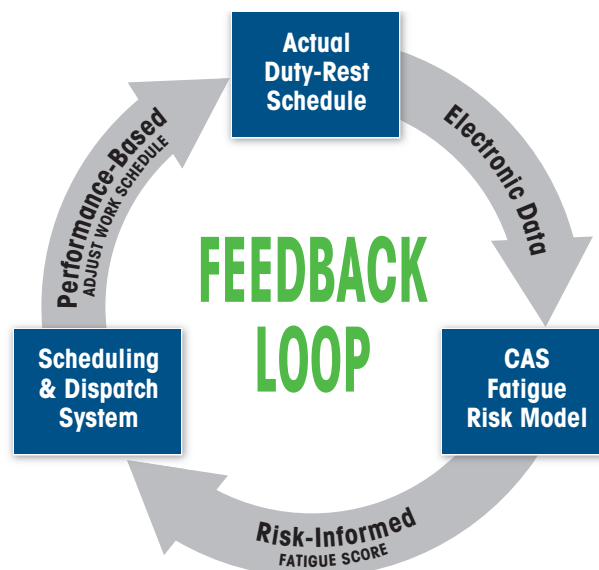 Actual
Duty-Rest
Schedule
Electronic Data
CAS
Fatigue
Risk Model
Risk-Informed
FATIGUE SCORE
Scheduling
& Dispatch
System
Performance-Based
ADJUST WORK SCHEDULE
FEEDBACK
LOOP